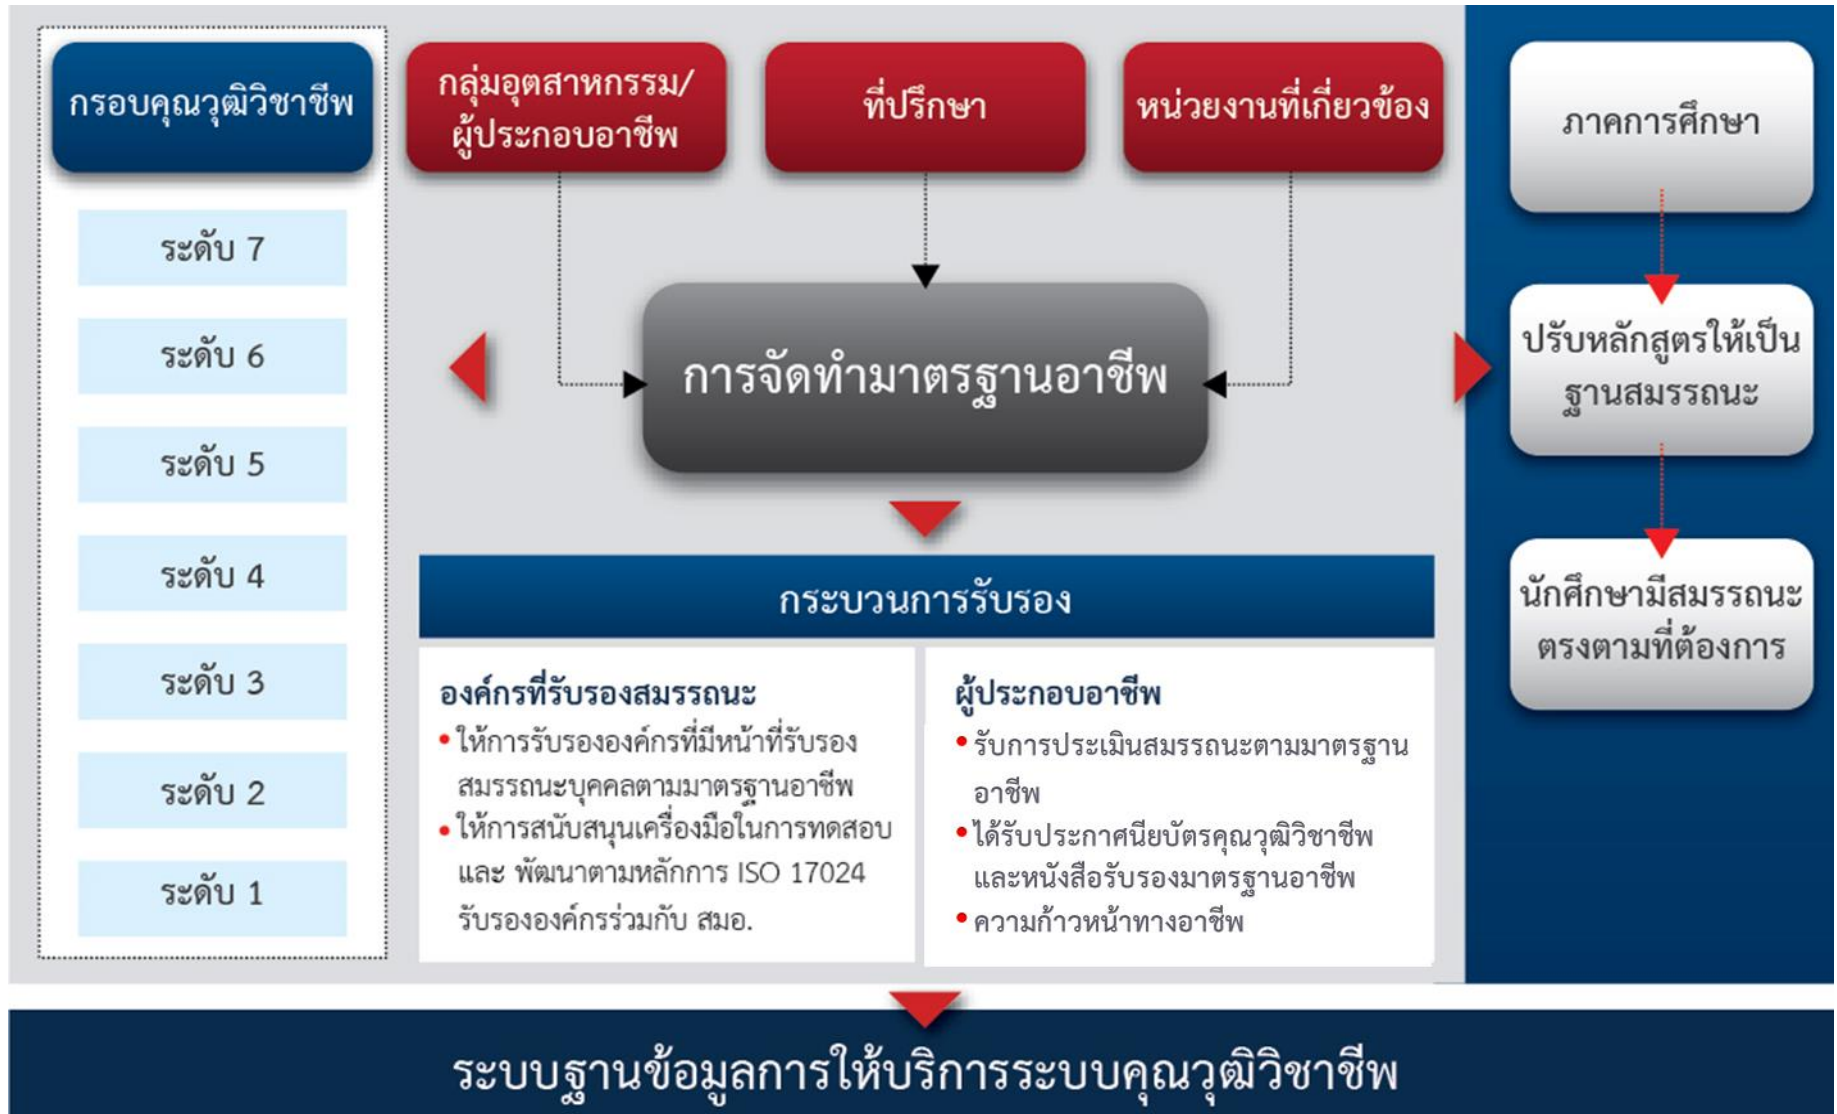 กรอบคุณวุฒิวิชาชีพ
ระดับ 7
ระดับ 6
ระดับ 5
ระดับ 4
ระดับ 3
ระดับ 2
ระดับ 1
กลุ่มอุตสาหกรรม/
ผู้ประกอบอาชีพ
ที่ปรึกษา
หน่วยงานที่เกี่ยวข้อง
การจัดทำมาตรฐานอาชีพ
กระบวนการรับรอง
องค์กรที่รับรองสมรรถนะ
• ให้การรับรององค์กรที่มีหน้าที่รับรอง
สมรรถนะบุคคลตามมาตรฐานอาชีพ
• ให้การสนับสนุนเครื่องมือในการทดสอบ
และ พัฒนาตามหลักการ ISO 17024
รับรององค์กรร่วมกับ สมอ.
ผู้ประกอบอาชีพ
• รับการประเมินสมรรถนะตามมาตรฐาน
อาชีพ
• ได้รับประกาศนียบัตรคุณวุฒิวิชาชีพ
และหนังสือรับรองมาตรฐานอาชีพ
• ความก้าวหน้าทางอาชีพ
ภาคการศึกษา
ปรับหลักสูตรให้เป็น
ฐานสมรรถนะ
นักศึกษามีสมรรถนะ
ตรงตามที่ต้องการ
ระบบฐานข้อมูลการให้บริการระบบคุณวุฒิวิชาชีพ